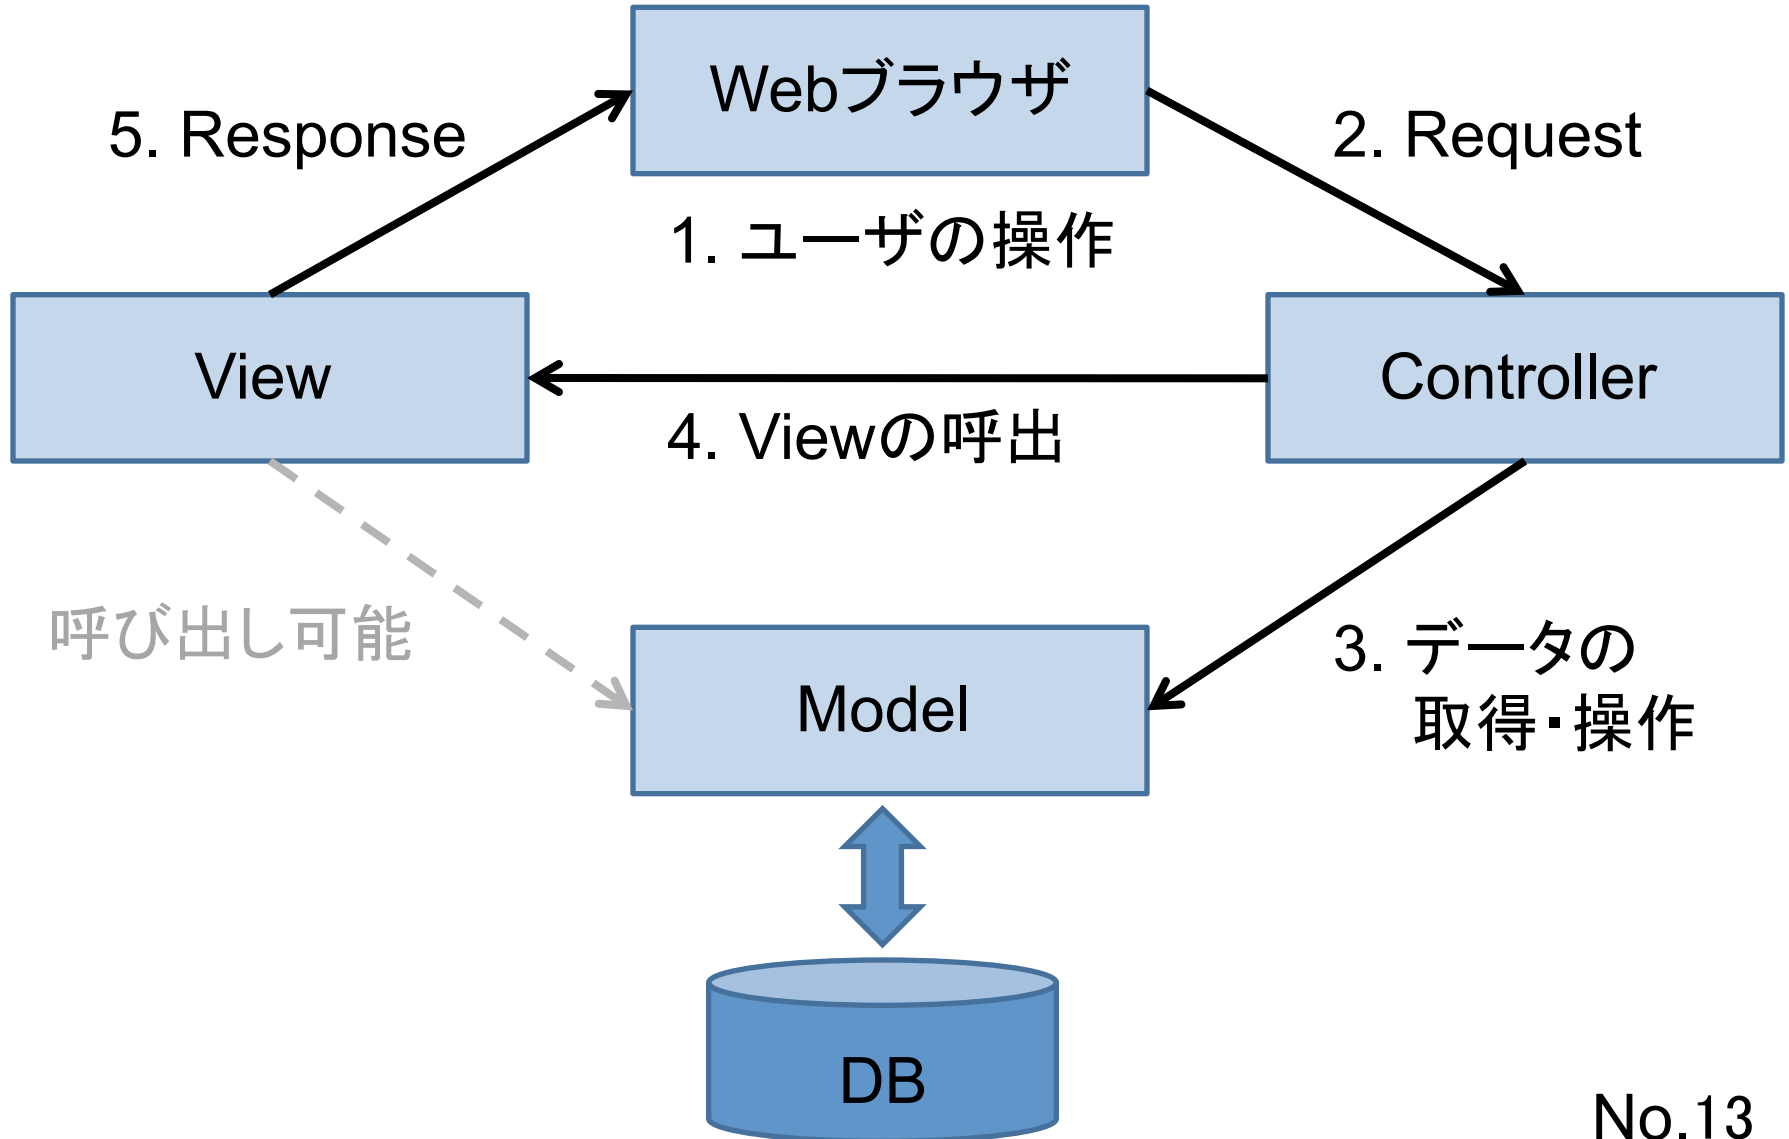 Webブラウザ
5. Response
2. Request
1. ユーザの操作
View
Controller
4. Viewの呼出
呼び出し可能
3. データの
取得・操作
Model
DB
No.13